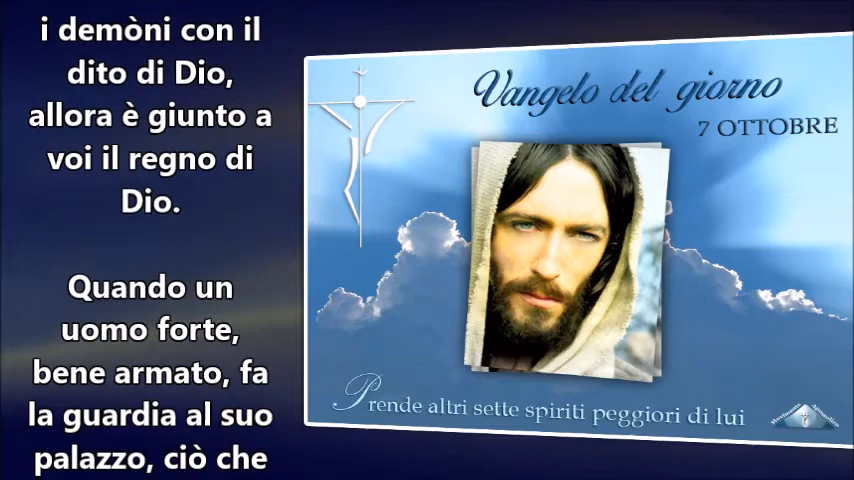 i demòni con il
dito di Dio,
allora è giunto a
voi il regno di
Dio.
Quando un
uomo forte,
bene armato, fa
la guardia al suo
palazzo, ciò che
Vangelo del giorno
7 OTTOBRE
Prende altri sette spiriti peggiori di lui
Movimento Apostolico